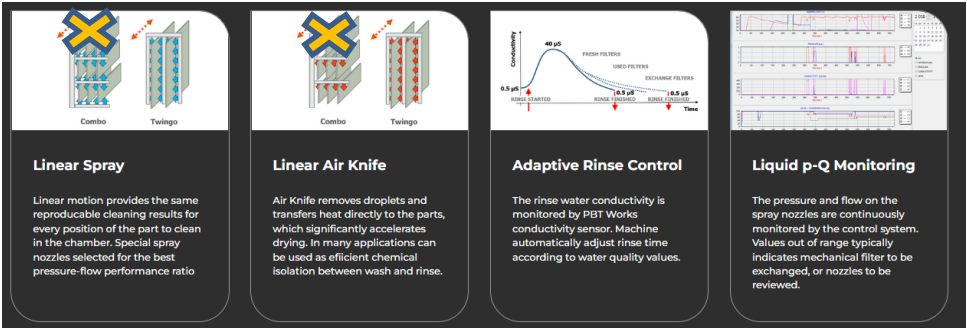 Combo
Twingo
Combo
Twingo
Conductivity
40 µS
FRESH FILTERS
USED FILTERS
EXCHANGE FILTERS
0.5 µS
0.5 µS
0.5 µS
RINSE STARTED
RINSE FINISHED
RINSE FINISHED
Time
Linear Spray
Linear motion provides the same
reproducable cleaning results for
every position of the part to clean
in the chamber. Special spray
nozzles selected for the best
pressure-flow performance ratio
Linear Air Knife
Air Knife removes droplets and
transfers heat directly to the parts,
which significantly accelerates
drying. In many applications can
be used as efiicient chemical
isolation between wash and rinse.
Adaptive Rinse Control
The rinse water conductivity is
monitored by PBT Works
conductivity sensor. Machine
automatically adjust rinse time
according to water quality values.
Liquid p-Q Monitoring
The pressure and flow on the
spray nozzles are continuously
monitored by the control system.
Values out of range typically
indicates mechanical filter to be
exchanged, or nozzles to be
reviewed.